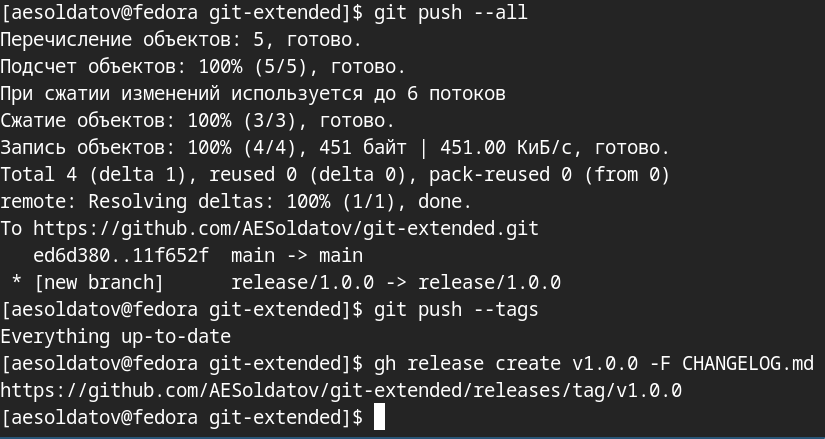 [aesoldatov@fedora git-extended]$ git push --all
Перечисление объектов: 5, готово.
Подсчет объектов: 100% (5/5), готово.
При сжатии изменений используется до 6 потоков
Сжатие объектов: 100% (3/3), готово.
Запись объектов: 100% (4/4), 451 байт | 451.00 КиБ/с, готово.
Total 4 (delta 1), reused 0 (delta 0), pack-reused 0 (from 0)
remote: Resolving deltas: 100% (1/1), done.
To https://github.com/AESoldatov/git-extended.git
   ed6d380..11f652f  main -> main
 * [new branch]      release/1.0.0 -> release/1.0.0
[aesoldatov@fedora git-extended]$ git push --tags
Everything up-to-date
[aesoldatov@fedora git-extended]$ gh release create v1.0.0 -F CHANGELOG.md
https://github.com/AESoldatov/git-extended/releases/tag/v1.0.0
[aesoldatov@fedora git-extended]$